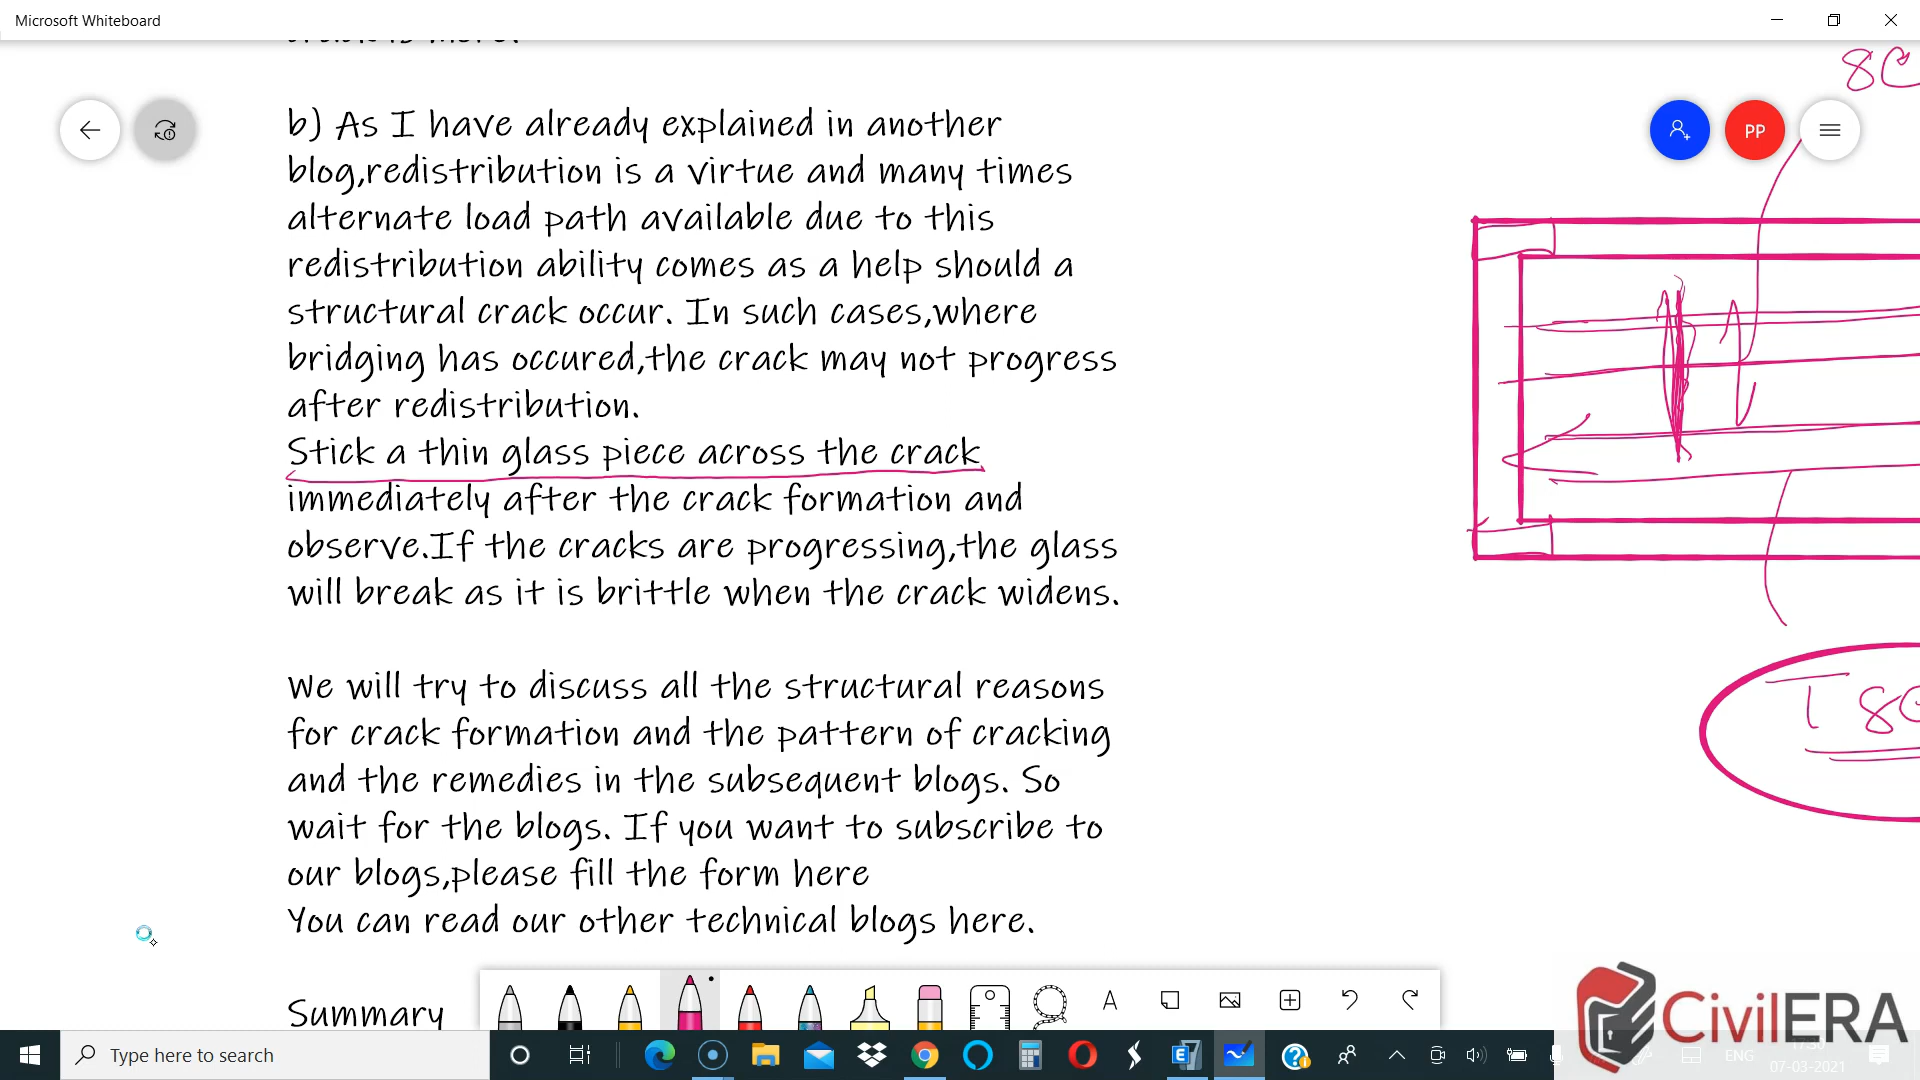 Microsoft Whiteboard
b) As I have already explained in another
blog,redistribution is a virtue and many times
alternate load path available due to this
redistribution ability comes as a help should a
structural crack occur. In such cases,where
bridging has occured,the crack may not progress
after redistribution.
Stick a thin glass piece across the crack
immediately after the crack formation and
observe.If the cracks are progressing,the glass
will break as it is brittle when the crack widens.
We will try to discuss all the structural reasons
for crack formation and the pattern of cracking
and the remedies in the subsequent blogs. So
wait for the blogs. If you want to subscribe to
our blogs,please fill the form here
You can read our other technical blogs here.
Summary
PP
CivilERA
Type here to search
ENG
07-03-2021